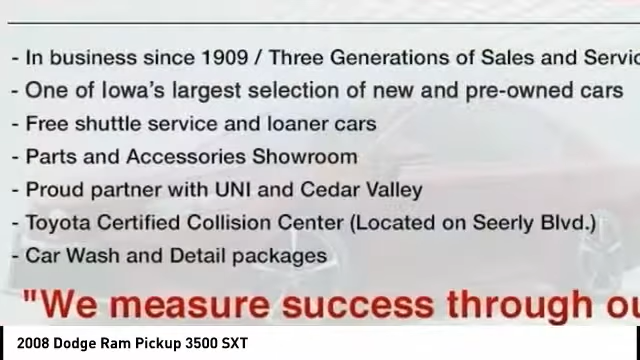 - In business since 1909 / Three Generations of Sales and Servic
- One of Iowa's largest selection of new and pre-owned cars
- Free shuttle service and loaner cars
- Parts and Accessories Showroom
- Proud partner with UNI and Cedar Valley
- Toyota Certified Collision Center (Located on Seerly Blvd.)
- Car Wash and Detail packages
"We measure success through ou
2008 Dodge Ram Pickup 3500 SXT